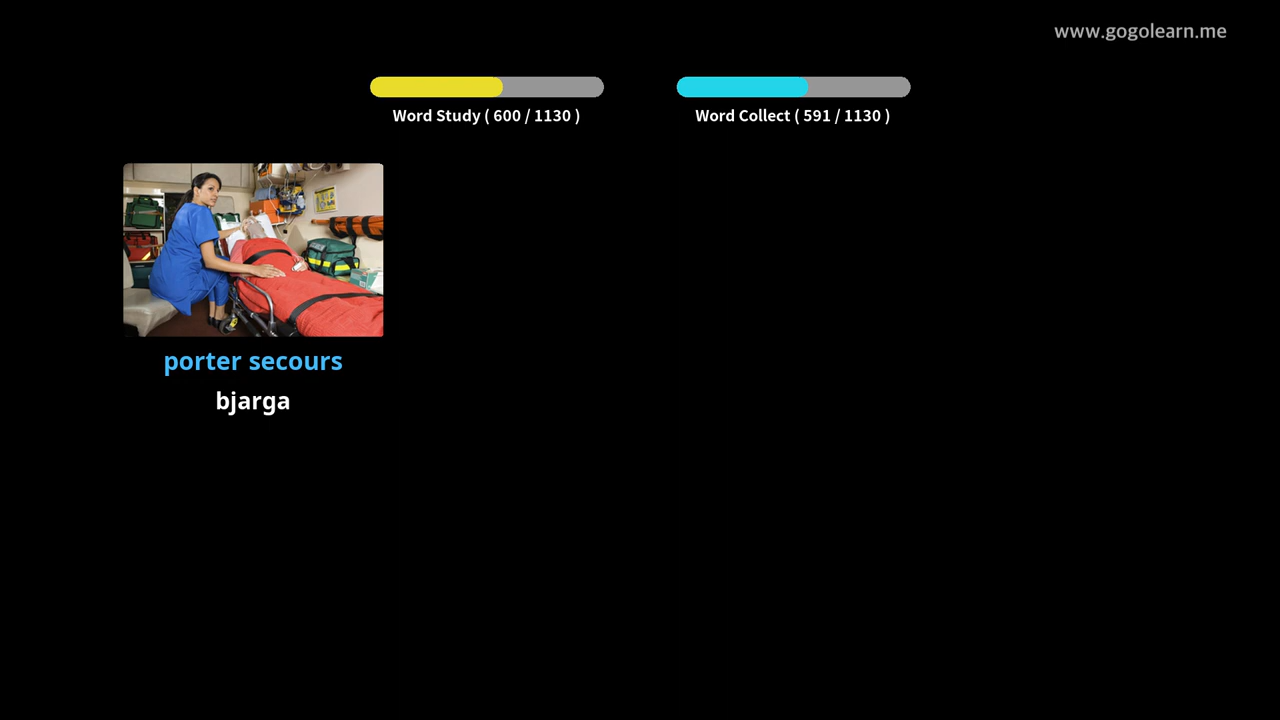 www.gogolearn.me
Word Study ( 600 / 1130 )
Word Collect ( 591 / 1130 )
porter secours
bjarga